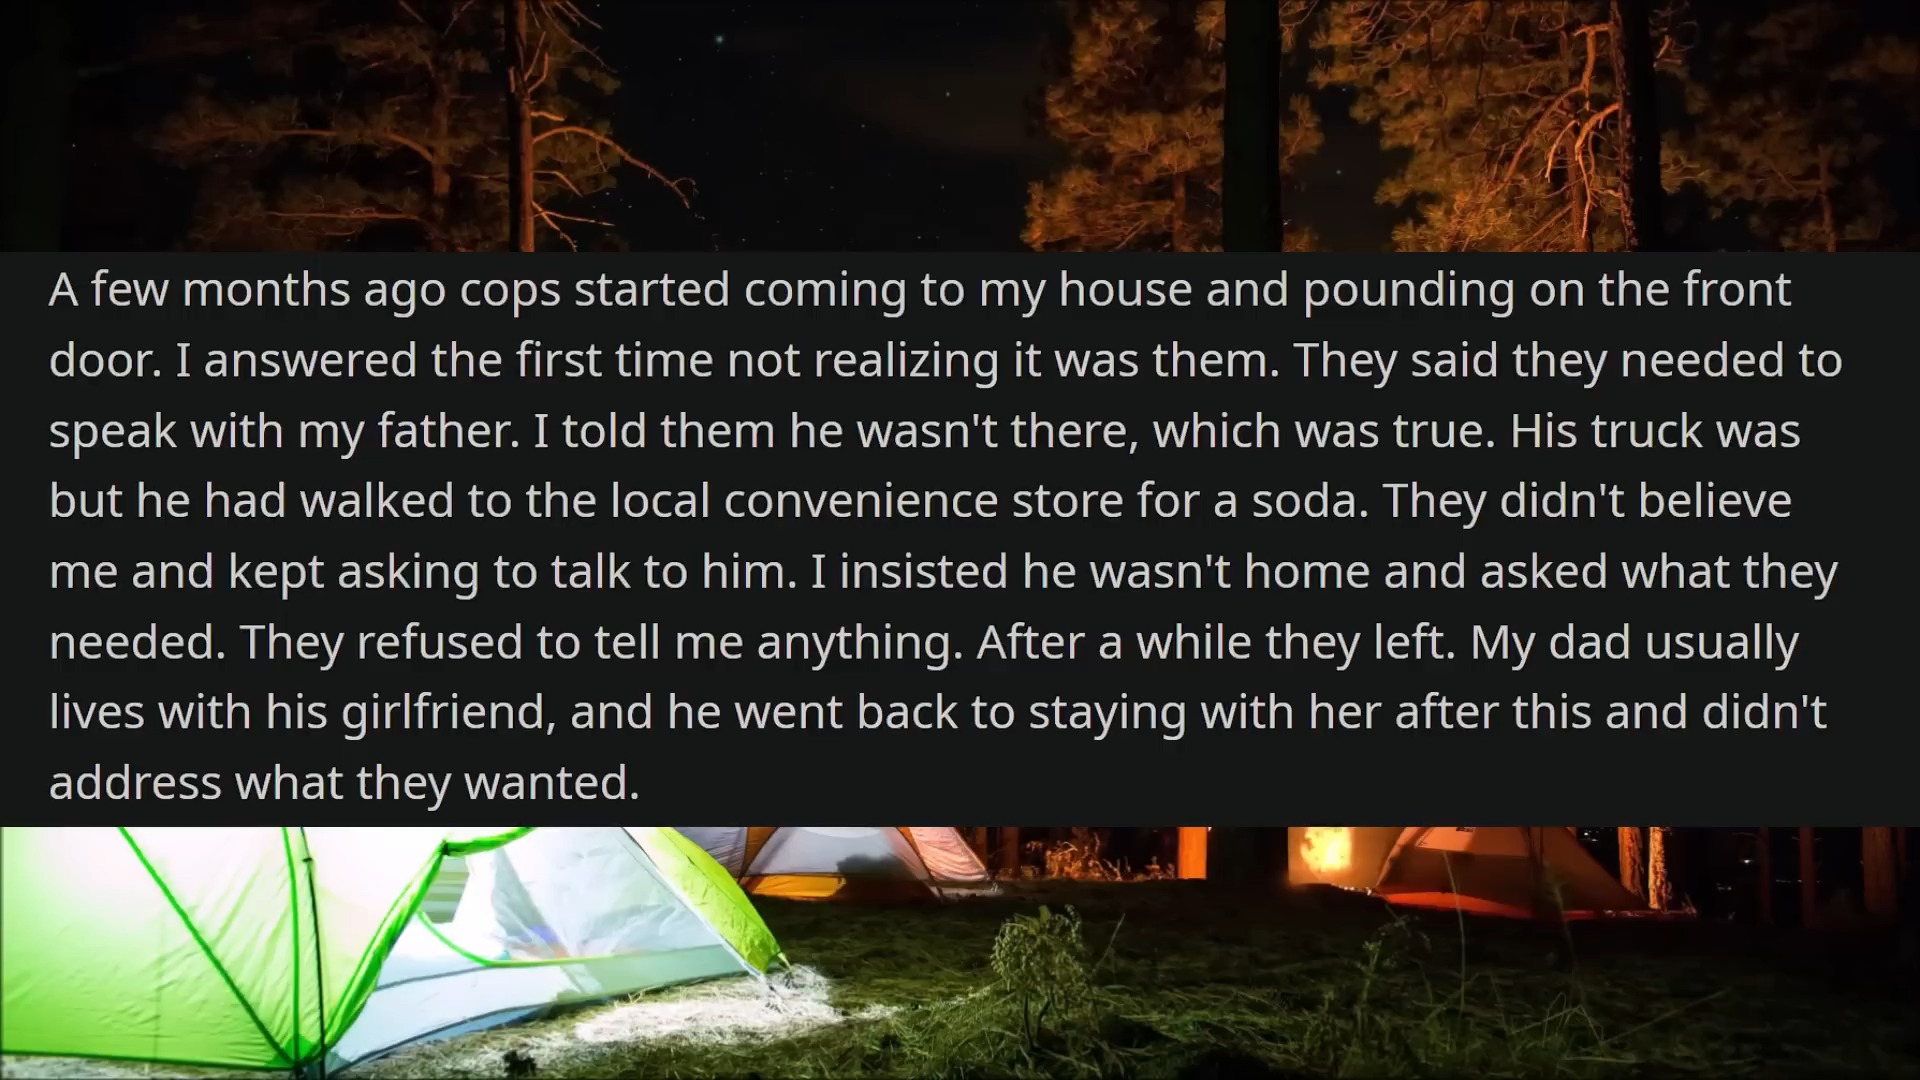 A few months ago cops started coming to my house and pounding on the front
door. I answered the first time not realizing it was them. They said they needed to
speak with my father. I told them he wasn't there, which was true. His truck was
but he had walked to the local convenience store for a soda. They didn't believe
me and kept asking to talk to him. I insisted he wasn't home and asked what they
needed. They refused to tell me anything. After a while they left. My dad usually
lives with his girlfriend, and he went back to staying with her after this and didn't
address what they wanted.